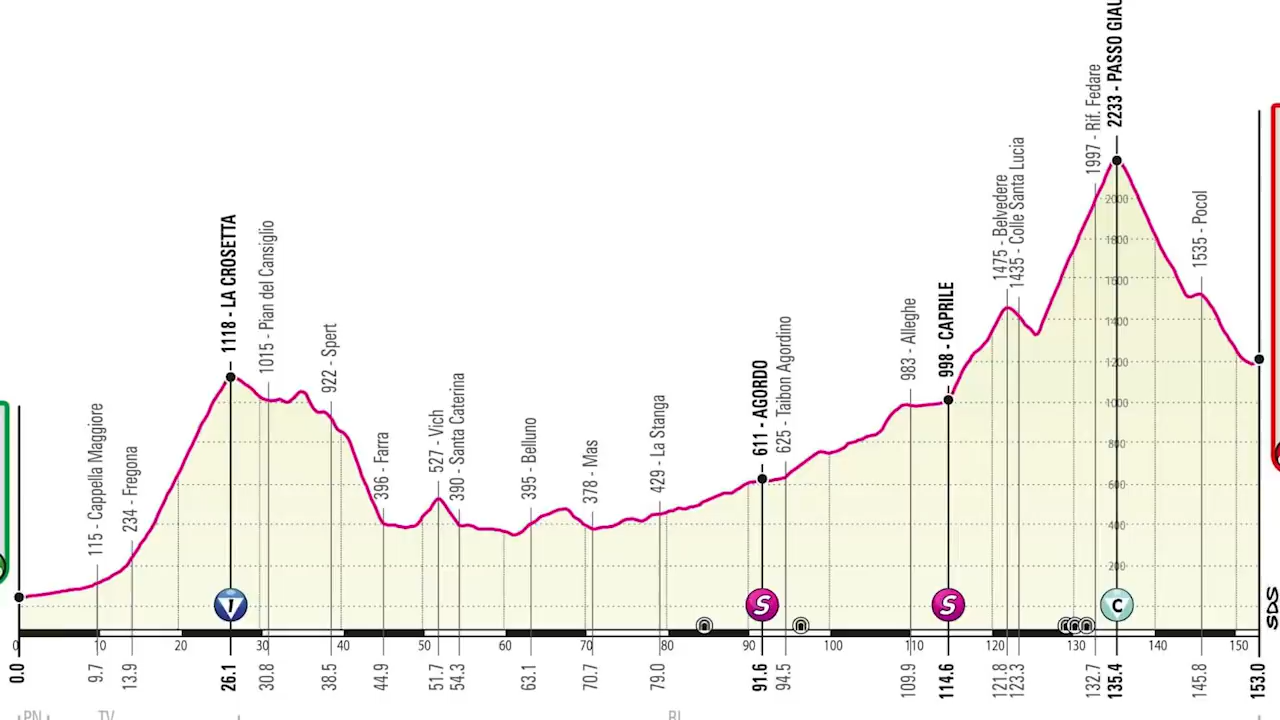 115 - Cappella Maggiore
234 - Fregona
1118 - LA CROSETTA
1015 - Pian del Cansiglio
922 - Spert
396 - Farra
527 - Vich
390 - Santa Caterina
395 - Belluno
378 - Mas
429 - La Stanga
611 - AGORDO
625 - Taibon Agordino
983 - Alleghe
998 - CAPRILE
1475 - Belvedere
1435 - Colle Santa Lucia
1997 - Rif. Fedare
2233 - PASSO GIAU
1535 - Pocol
2000
1800
1600
1400
1200
1000
800
600
400
200
I
S
S
C
0
10
20
30
40
50
60
70
80
90
100
110
120
130
140
150
0.0
9.7
13.9
26.1
30.8
38.5
44.9
51.7
54.3
63.1
70.7
79.0
91.6
94.5
109.9
114.6
121.8
123.3
132.7
135.4
145.8
153.0
SDS
PN
TV
BL